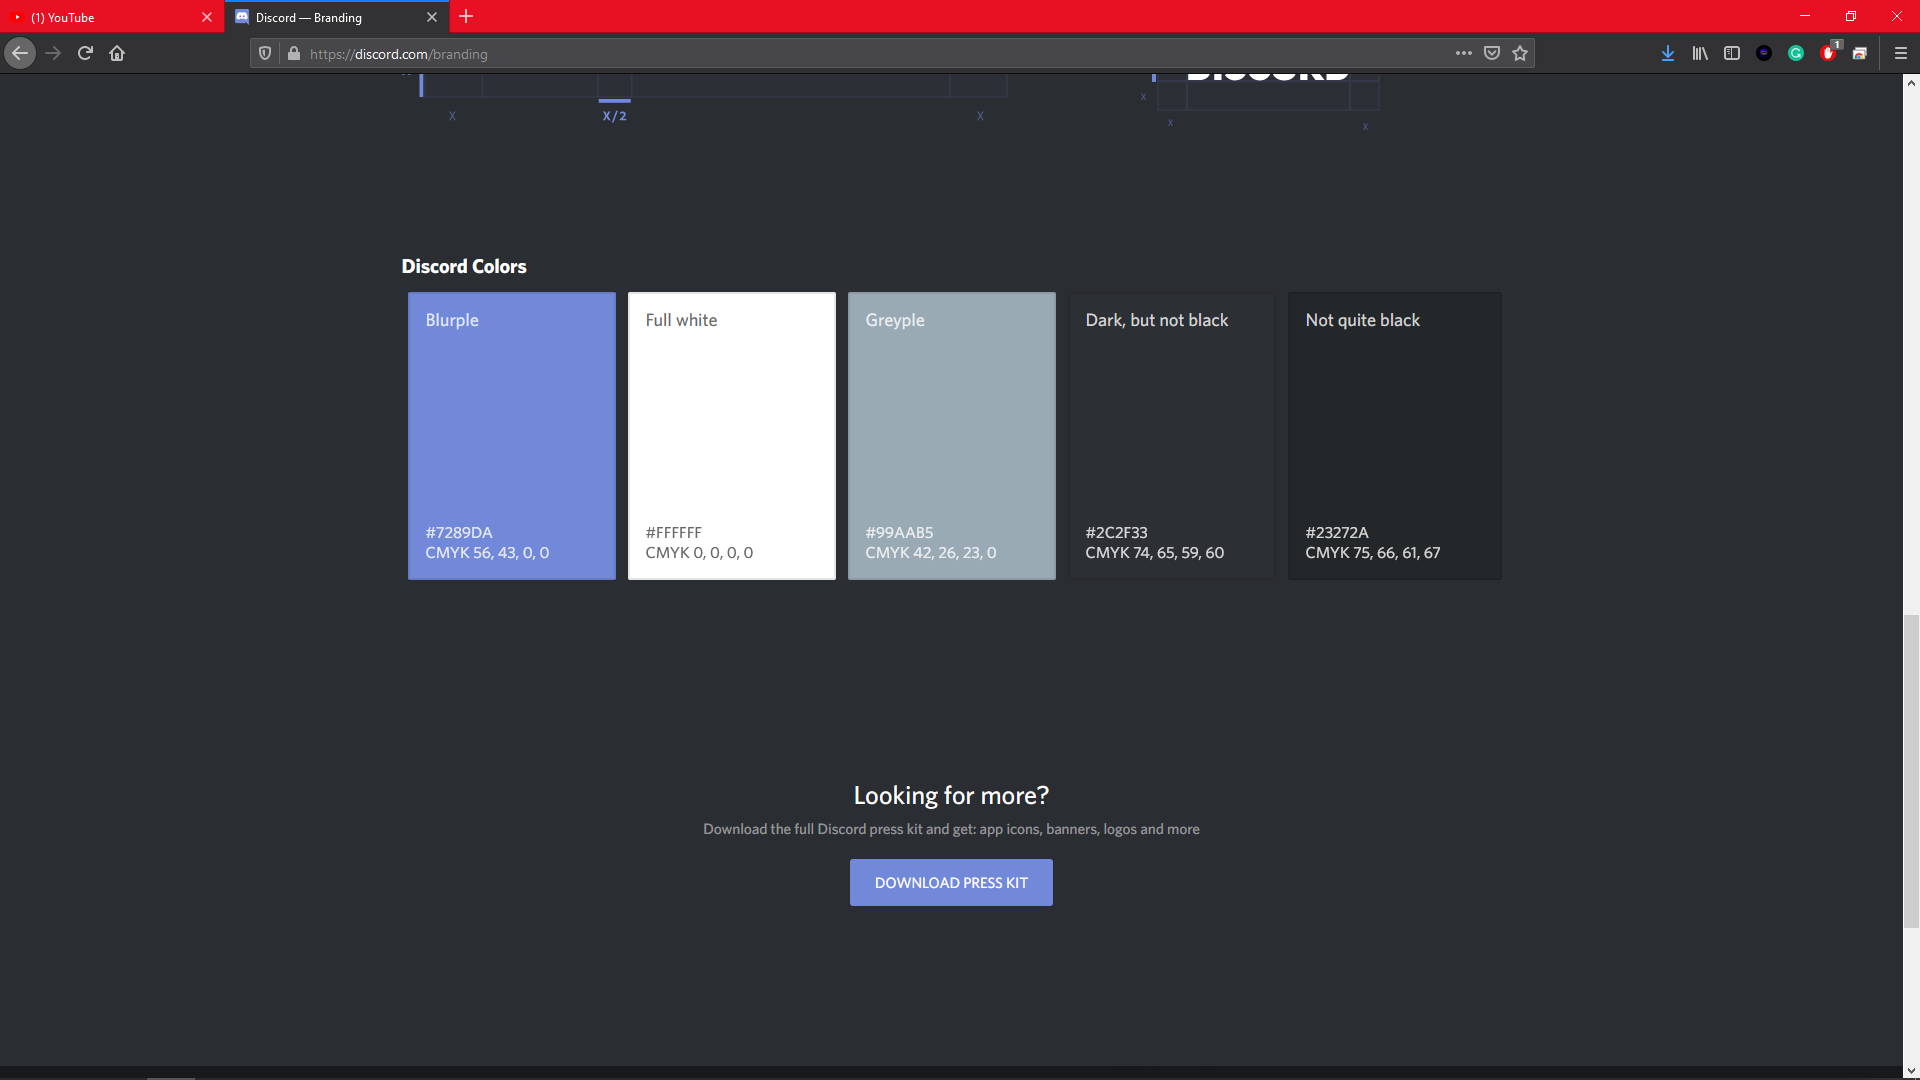 (1) YouTube
Discord — Branding
https://discord.com/branding
1
DISCORD
X
X/2
X
x
x
x
Discord Colors
Blurple
#7289DA
CMYK 56, 43, 0, 0
Full white
#FFFFFF
CMYK 0, 0, 0, 0
Greyple
#99AAB5
CMYK 42, 26, 23, 0
Dark, but not black
#2C2F33
CMYK 74, 65, 59, 60
Not quite black
#23272A
CMYK 75, 66, 61, 67
Looking for more?
Download the full Discord press kit and get: app icons, banners, logos and more
DOWNLOAD PRESS KIT